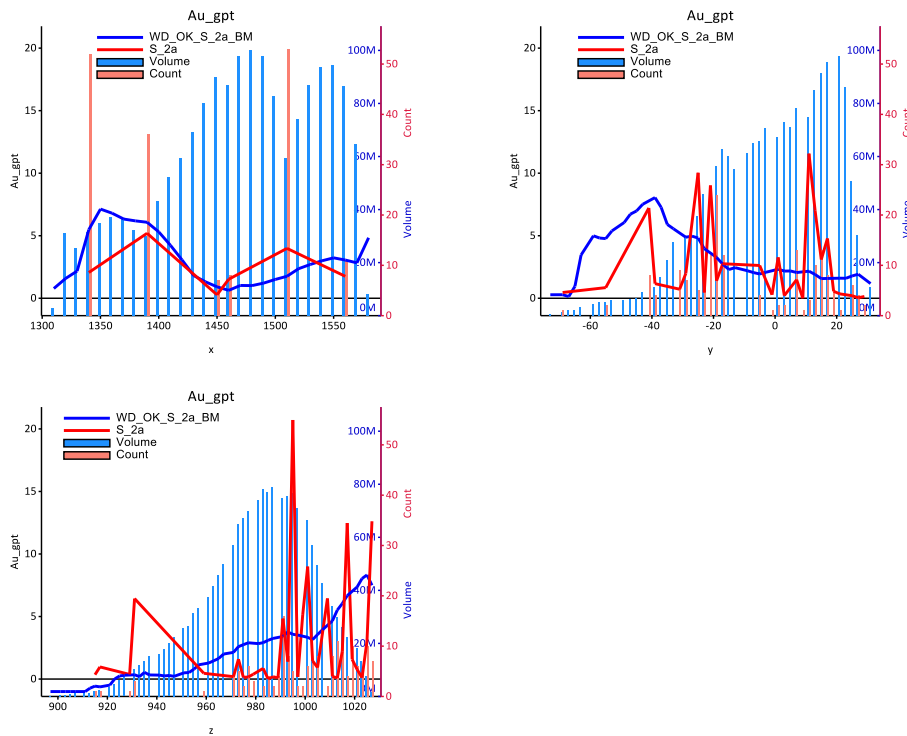 Au_gpt
WD_OK_S_2a_BM
S_2a
Volume
Count
20
15
10
5
0
Au_gpt
100M
80M
60M
40M
20M
0M
Volume
50
40
30
20
10
0
Count
1300 1350 1400 1450 1500 1550
x
Au_gpt
WD_OK_S_2a_BM
S_2a
Volume
Count
20
15
10
5
0
Au_gpt
100M
80M
60M
40M
20M
0M
Volume
50
40
30
20
10
0
Count
-60 -40 -20 0 20
y
Au_gpt
WD_OK_S_2a_BM
S_2a
Volume
Count
20
15
10
5
0
Au_gpt
100M
80M
60M
40M
20M
0M
Volume
50
40
30
20
10
0
Count
900 920 940 960 980 1000 1020
z